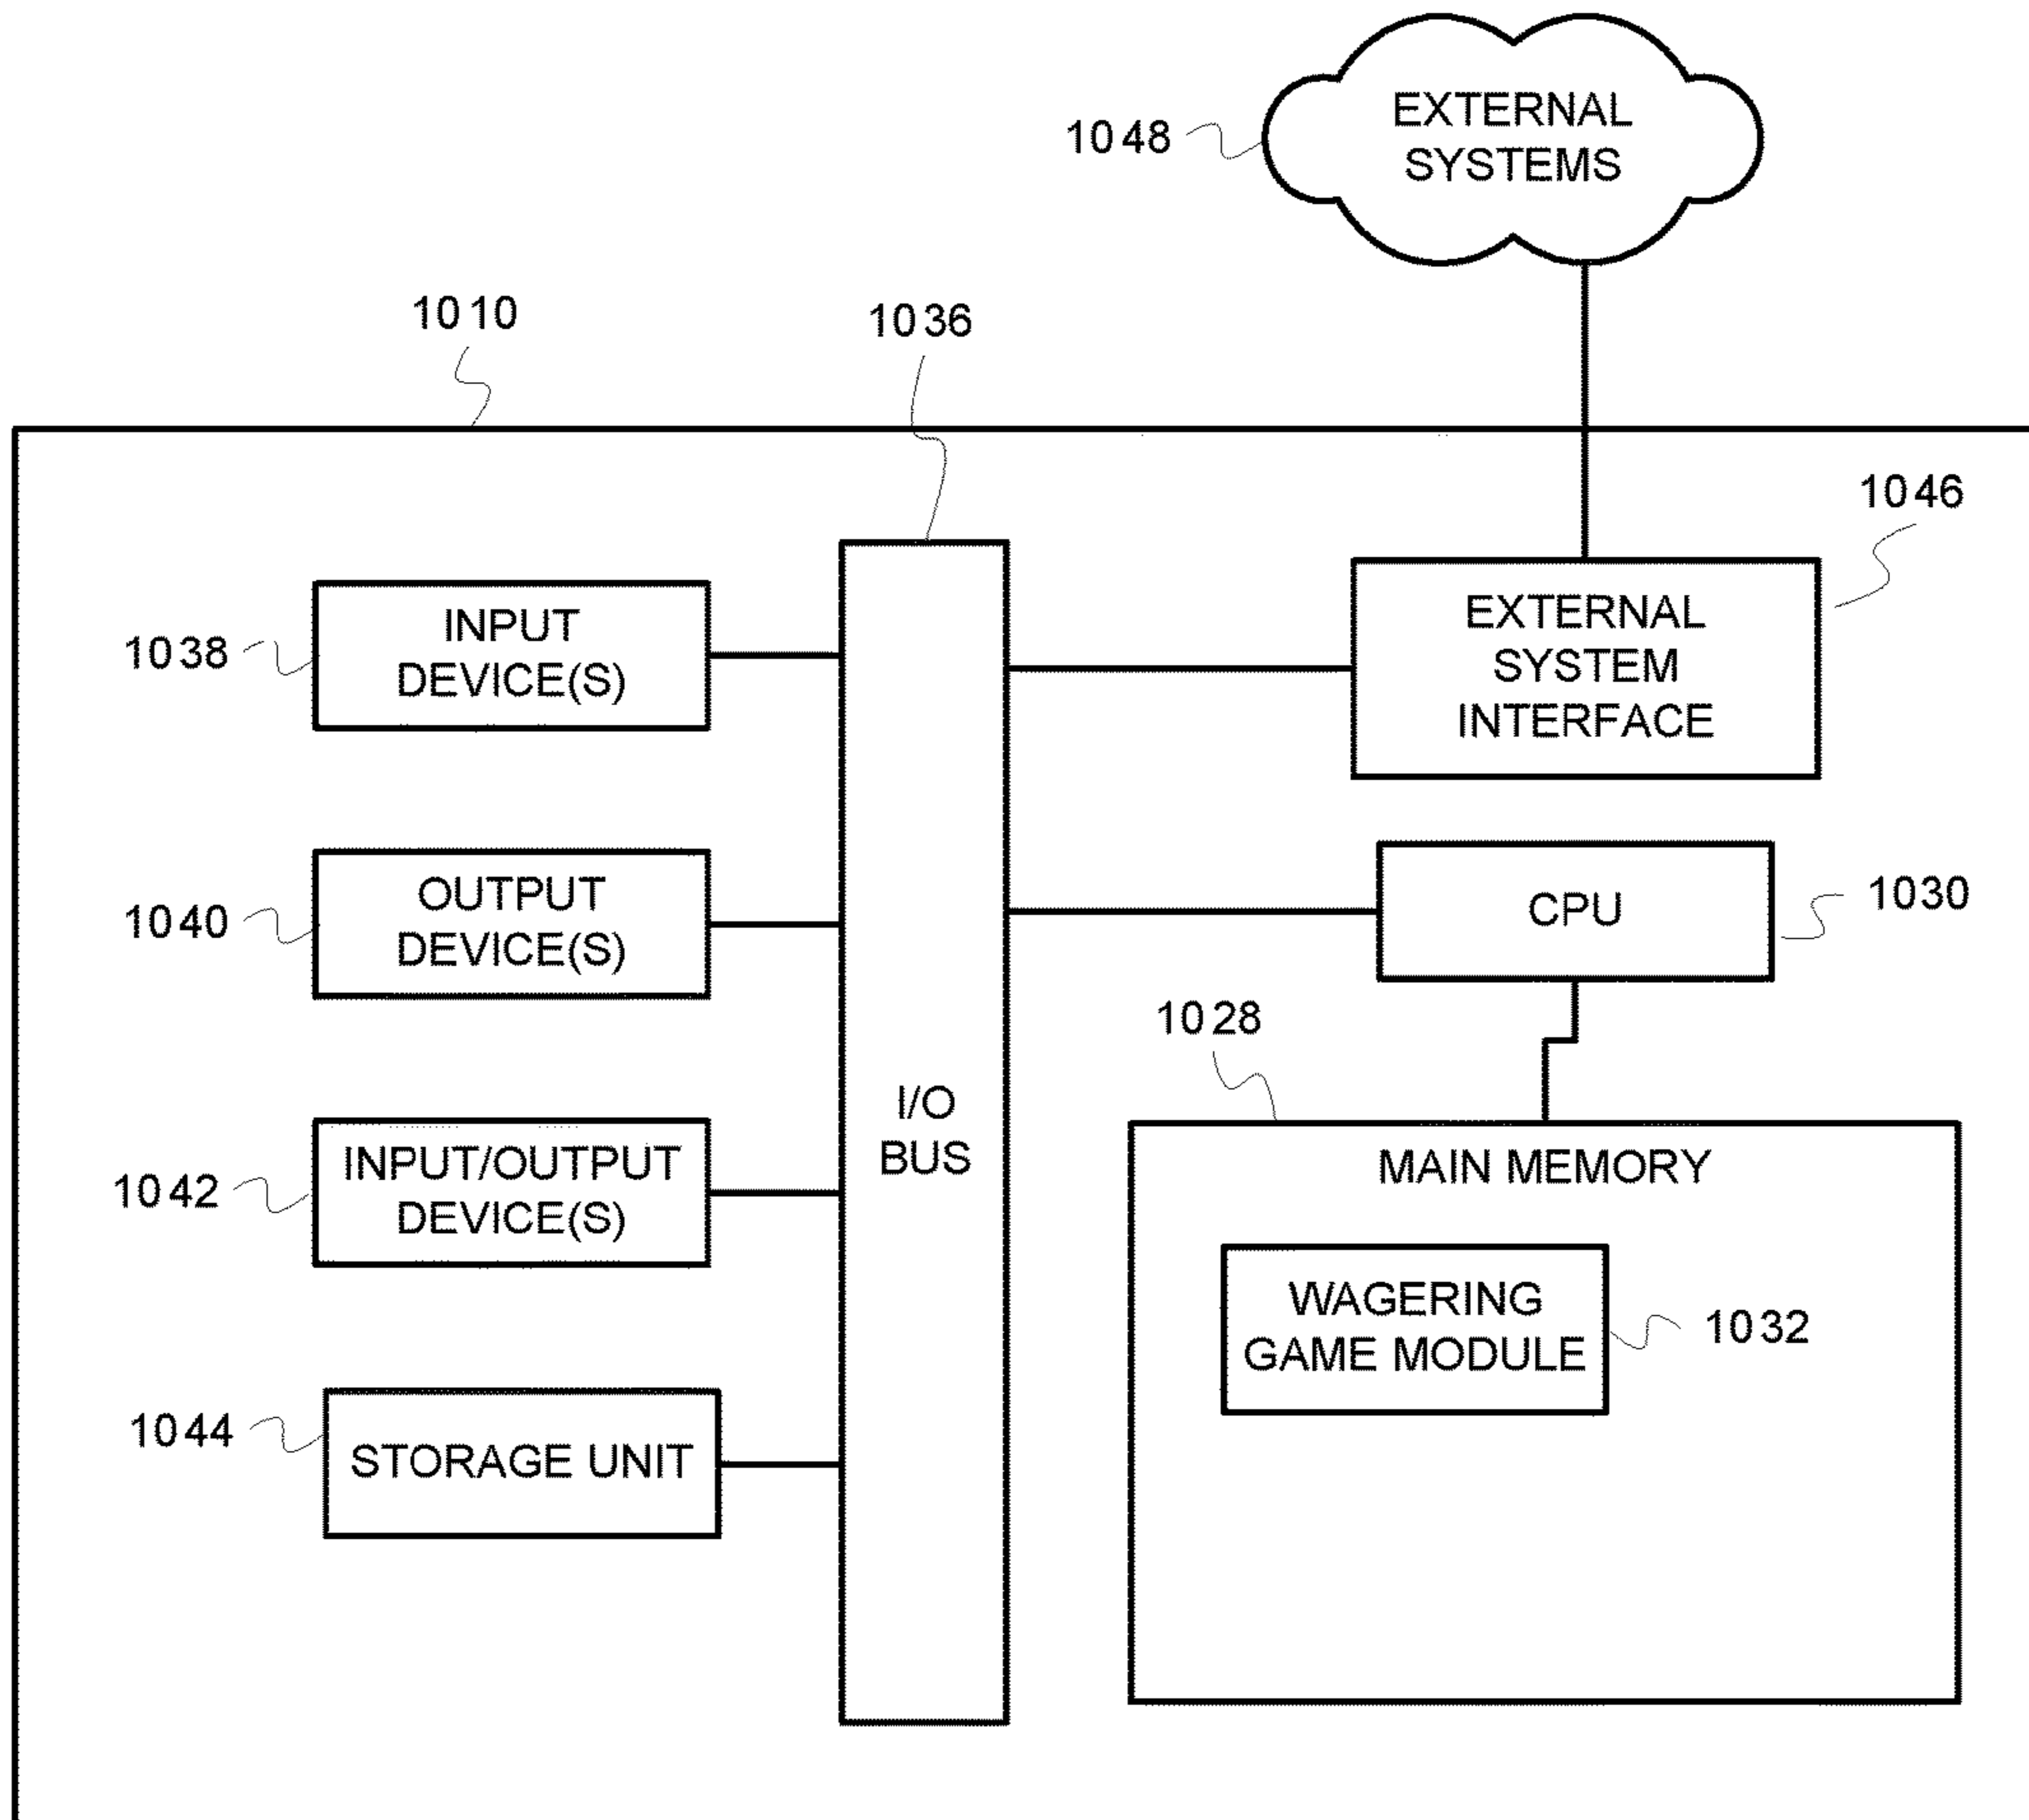 EXTERNAL
SYSTEMS
1048
1010
1036
1046
INPUT
DEVICE(S)
1038
EXTERNAL
SYSTEM
INTERFACE
OUTPUT
DEVICE(S)
1040
CPU
1030
1028
I/O
BUS
INPUT/OUTPUT
DEVICE(S)
1042
MAIN MEMORY
WAGERING
GAME MODULE
1032
1044
STORAGE UNIT